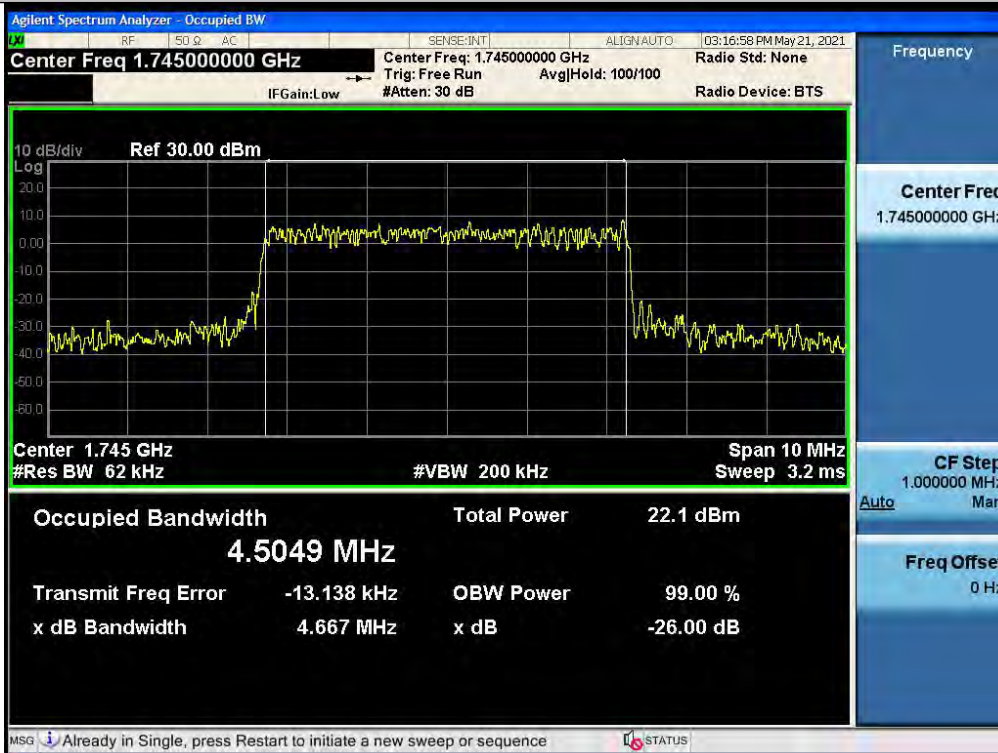 Agilent Spectrum Analyzer - Occupied BW
LXI RF 50 Ω AC SENSE:INT ALIGN AUTO 03:16:58 PM May 21, 2021
Center Freq 1.745000000 GHz
Center Freq: 1.745000000 GHz Radio Std: None
Trig: Free Run Avg|Hold: 100/100
IFGain:Low #Atten: 30 dB Radio Device: BTS
10 dB/div Ref 30.00 dBm
Log
20.0
10.0
0.00
-10.0
-20.0
-30.0
-40.0
-50.0
-60.0
Center 1.745 GHz Span 10 MHz
#Res BW 62 kHz #VBW 200 kHz Sweep 3.2 ms
Occupied Bandwidth Total Power 22.1 dBm
4.5049 MHz
Transmit Freq Error -13.138 kHz OBW Power 99.00 %
x dB Bandwidth 4.667 MHz x dB -26.00 dB
MSG Already in Single, press Restart to initiate a new sweep or sequence STATUS
Frequency
Center Freq
1.745000000 GHz
CF Step
1.000000 MHz
Auto Man
Freq Offset
0 Hz